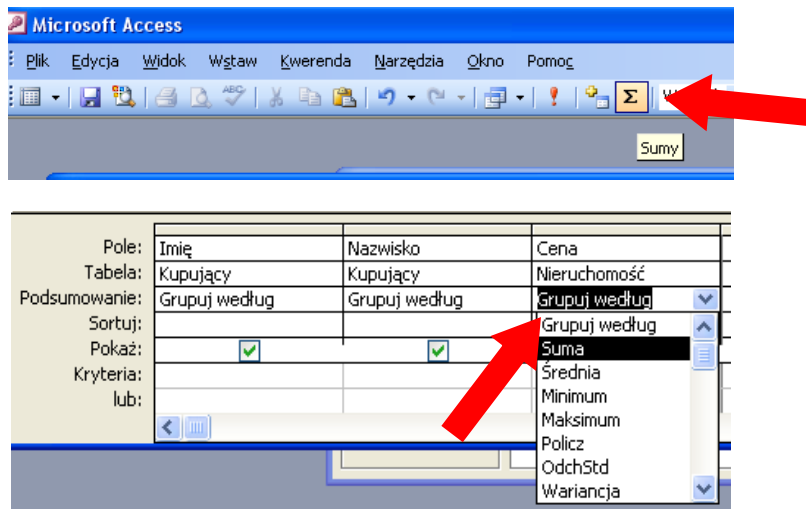 Microsoft Access
Plik Edycja Widok Wstaw Kwerenda Narzędzia Okno Pomoc
ABC Σ
Sumy
Pole: Imię Nazwisko Cena
Tabela: Kupujący Kupujący Nieruchomość
Podsumowanie: Grupuj według Grupuj według Grupuj według
Sortuj: Grupuj według
Pokaż: Suma
Kryteria: Średnia
lub: Minimum
Maksimum
Policz
OdchStd
Wariancja